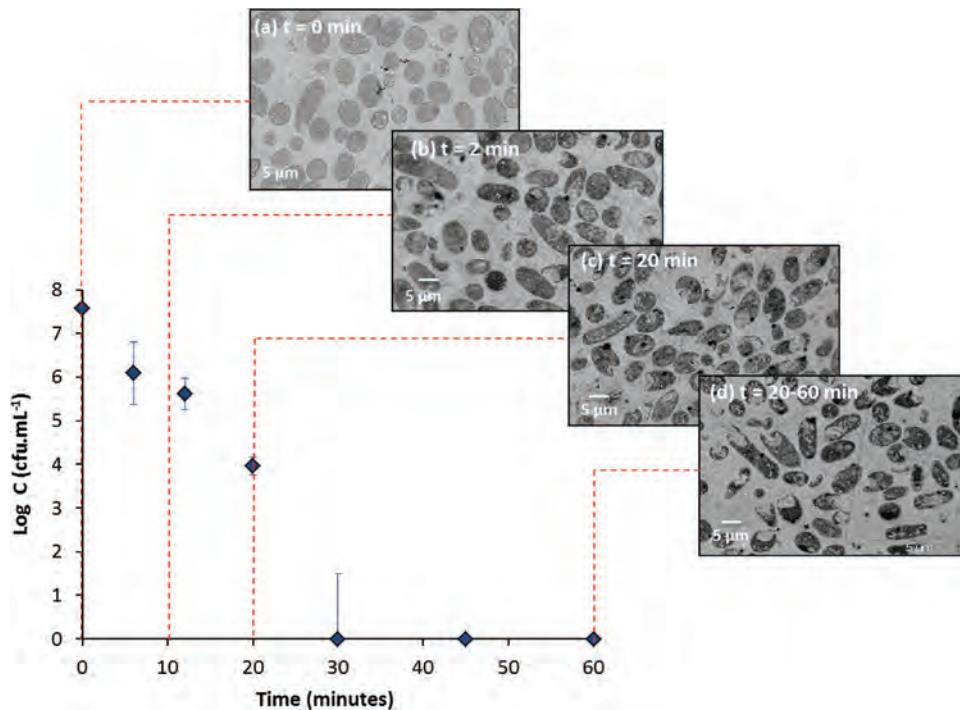 (a) t = 0 min
5 µm
(b) t = 2 min
5 µm
(c) t = 20 min
5 µm
(d) t = 20-60 min
5 µm
5 µm
Log C (cfu.mL⁻¹)
8
7
6
5
4
3
2
1
0
0 10 20 30 40 50 60
Time (minutes)